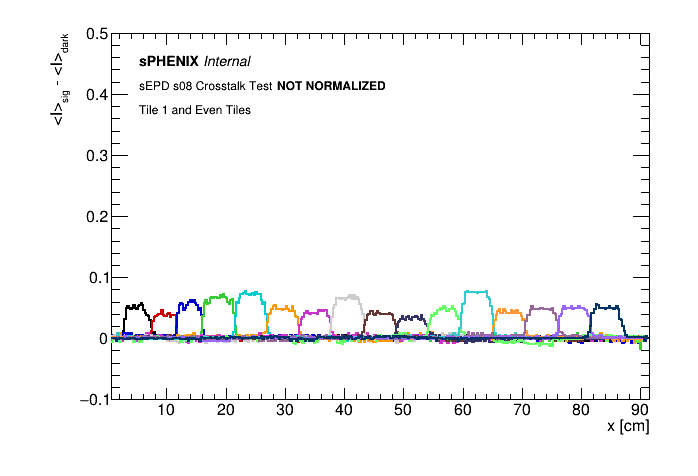 <I>sig - <I>dark
0.5
0.4
0.3
0.2
0.1
0
−0.1
sPHENIX Internal
sEPD s08 Crosstalk Test NOT NORMALIZED
Tile 1 and Even Tiles
10 20 30 40 50 60 70 80 90
x [cm]